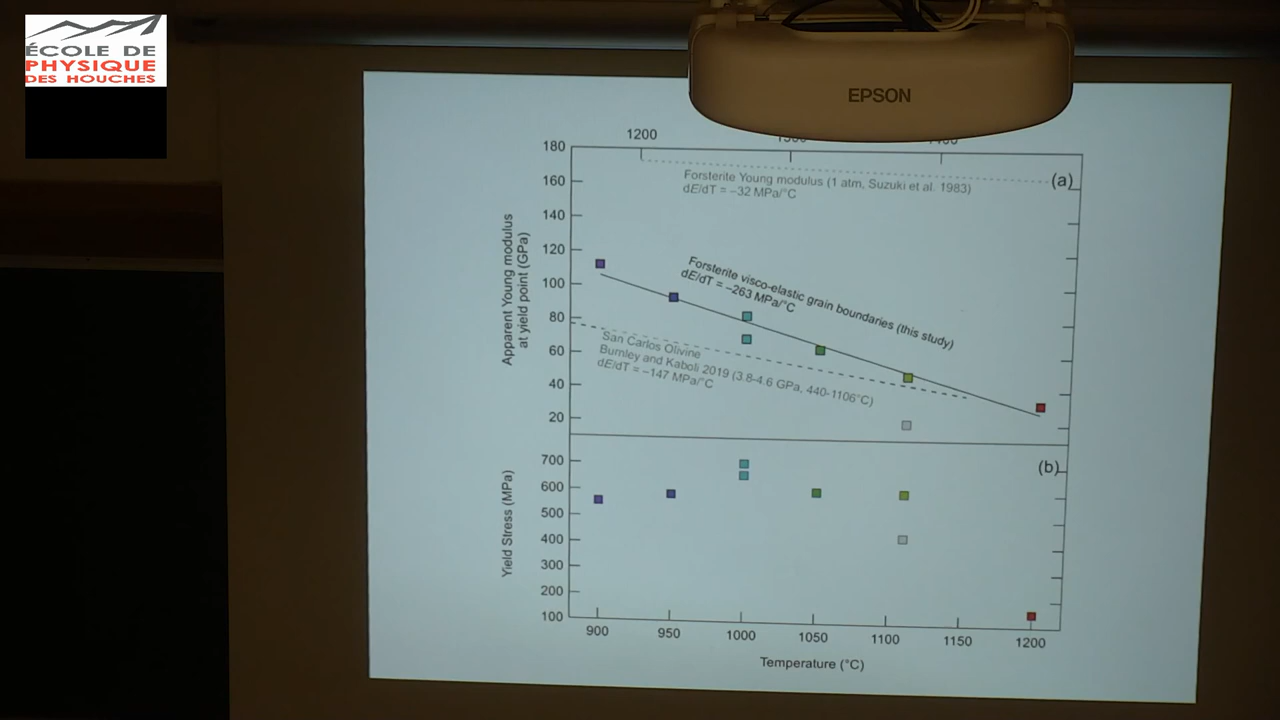 ÉCOLE DE
PHYSIQUE
DES HOUCHES
EPSON
1200
180
160
140
120
100
80
60
40
20
Apparent Young modulus
at yield point (GPa)
(a)
Forsterite Young modulus (1 atm, Suzuki et al. 1983)
dE/dT = –32 MPa/°C
Forsterite visco-elastic grain boundaries (this study)
dE/dT = –263 MPa/°C
San Carlos Olivine
Burnley and Kaboli 2019 (3.8-4.6 GPa, 440-1106°C)
dE/dT = –147 MPa/°C
(b)
700
600
500
400
300
200
100
Yield Stress (MPa)
900 950 1000 1050 1100 1150 1200
Temperature (°C)